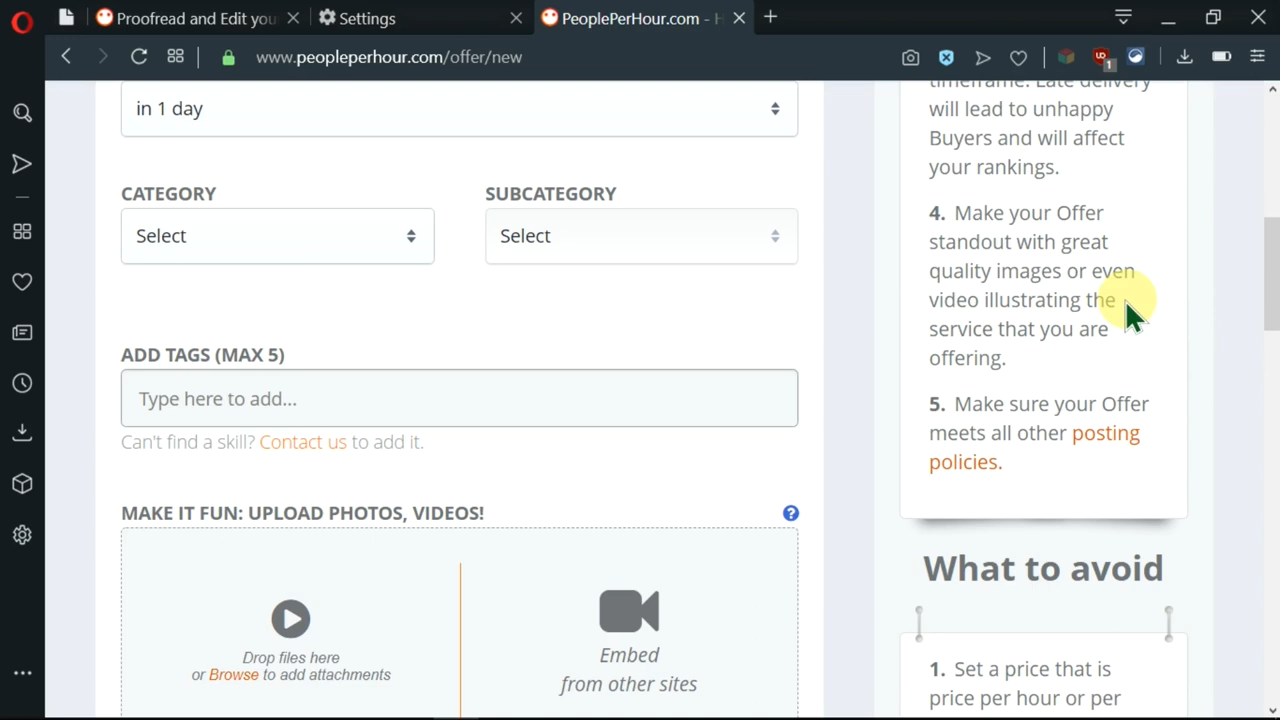 Proofread and Edit you
Settings
PeoplePerHour.com - H
www.peopleperhour.com/offer/new
1
in 1 day
CATEGORY
SUBCATEGORY
Select
Select
ADD TAGS (MAX 5)
Type here to add...
Can't find a skill? Contact us to add it.
MAKE IT FUN: UPLOAD PHOTOS, VIDEOS!
?
Drop files here
or Browse to add attachments
Embed
from other sites
timeframe. Late delivery
will lead to unhappy
Buyers and will affect
your rankings.
4. Make your Offer
standout with great
quality images or even
video illustrating the
service that you are
offering.
5. Make sure your Offer
meets all other posting
policies.
What to avoid
1. Set a price that is
price per hour or per